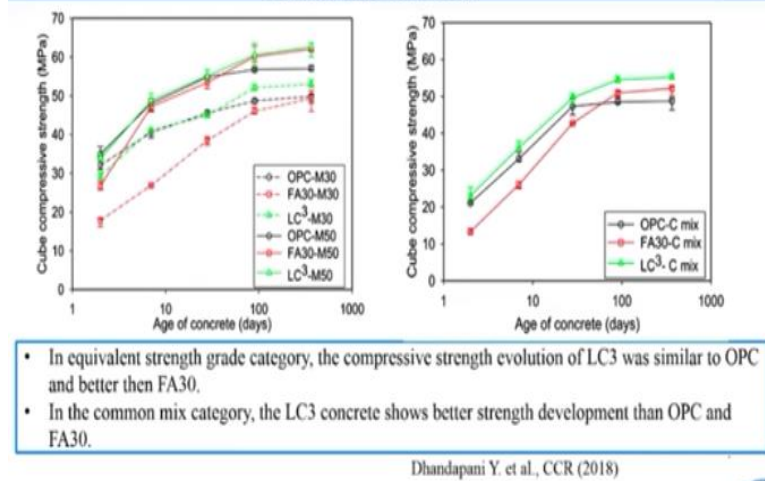 70
60
50
40
30
20
10
0
Cube compressive strength (MPa)
OPC-M30
FA30-M30
LC3-M30
OPC-M50
FA30-M50
LC3-M50
1 10 100 1000
Age of concrete (days)
70
60
50
40
30
20
10
0
Cube compressive strength (MPa)
OPC-C mix
FA30-C mix
LC3- C mix
1 10 100 1000
Age of concrete (days)
• In equivalent strength grade category, the compressive strength evolution of LC3 was similar to OPC
and better then FA30.
• In the common mix category, the LC3 concrete shows better strength development than OPC and
FA30.
Dhandapani Y. et al., CCR (2018)